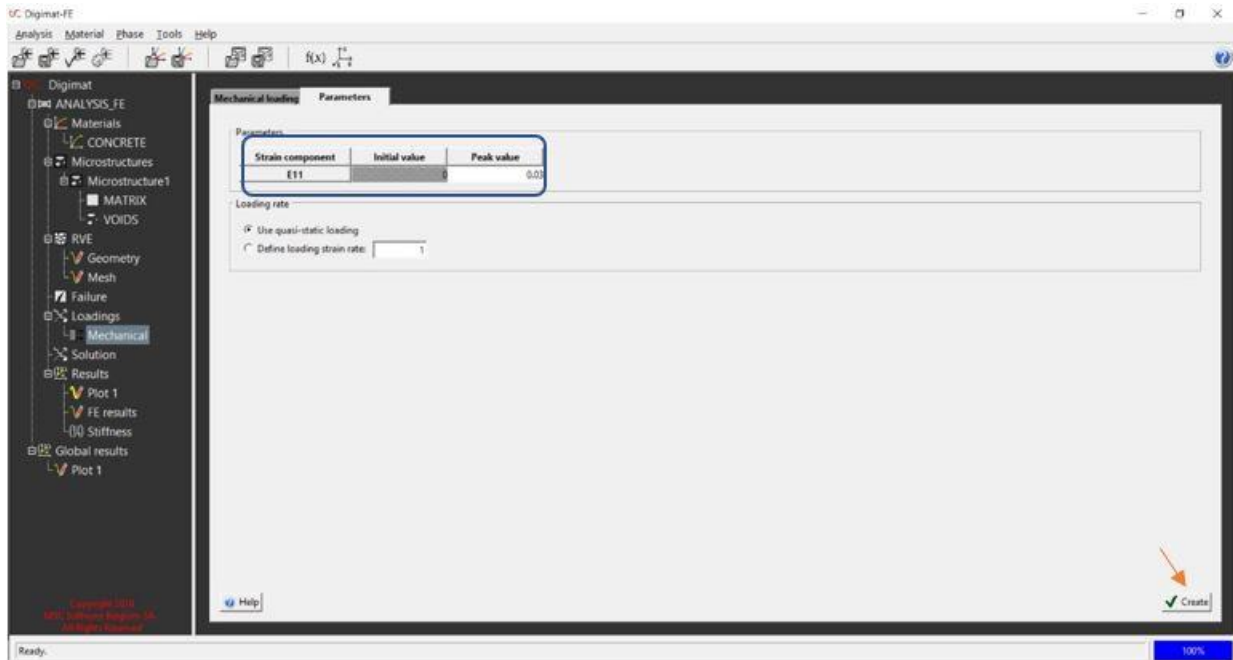 Digimat-FE
Analysis Material Phase Tools Help
f(x)
Digimat
ANALYSIS_FE
Materials
CONCRETE
Microstructures
Microstructure1
MATRIX
VOIDS
RVE
Geometry
Mesh
Failure
Loadings
Mechanical
Solution
Results
Plot 1
FE results
Stiffness
Global results
Plot 1
Mechanical loading Parameters
Parameters
Strain component Initial value Peak value
E11 0 0.03
Loading rate
Use quasi-static loading
Define loading strain rate: 1
Help
Create
All Rights Reserved
Ready.
100%